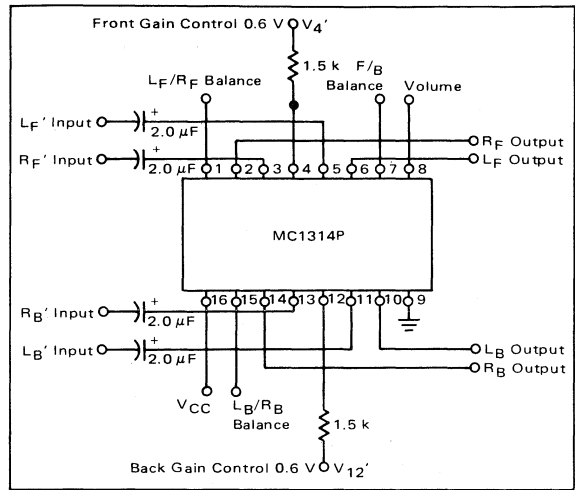 Front Gain Control 0.6 V V4'
1.5 k
LF/RF Balance
F/B
Balance
Volume
LF' Input
+
2.0 μF
RF' Input
+
2.0 μF
RF Output
LF Output
1 2 3 4 5 6 7 8
MC1314P
16 15 14 13 12 11 10 9
RB' Input
+
2.0 μF
LB' Input
+
2.0 μF
LB Output
RB Output
VCC
LB/RB
Balance
1.5 k
Back Gain Control 0.6 V V12'